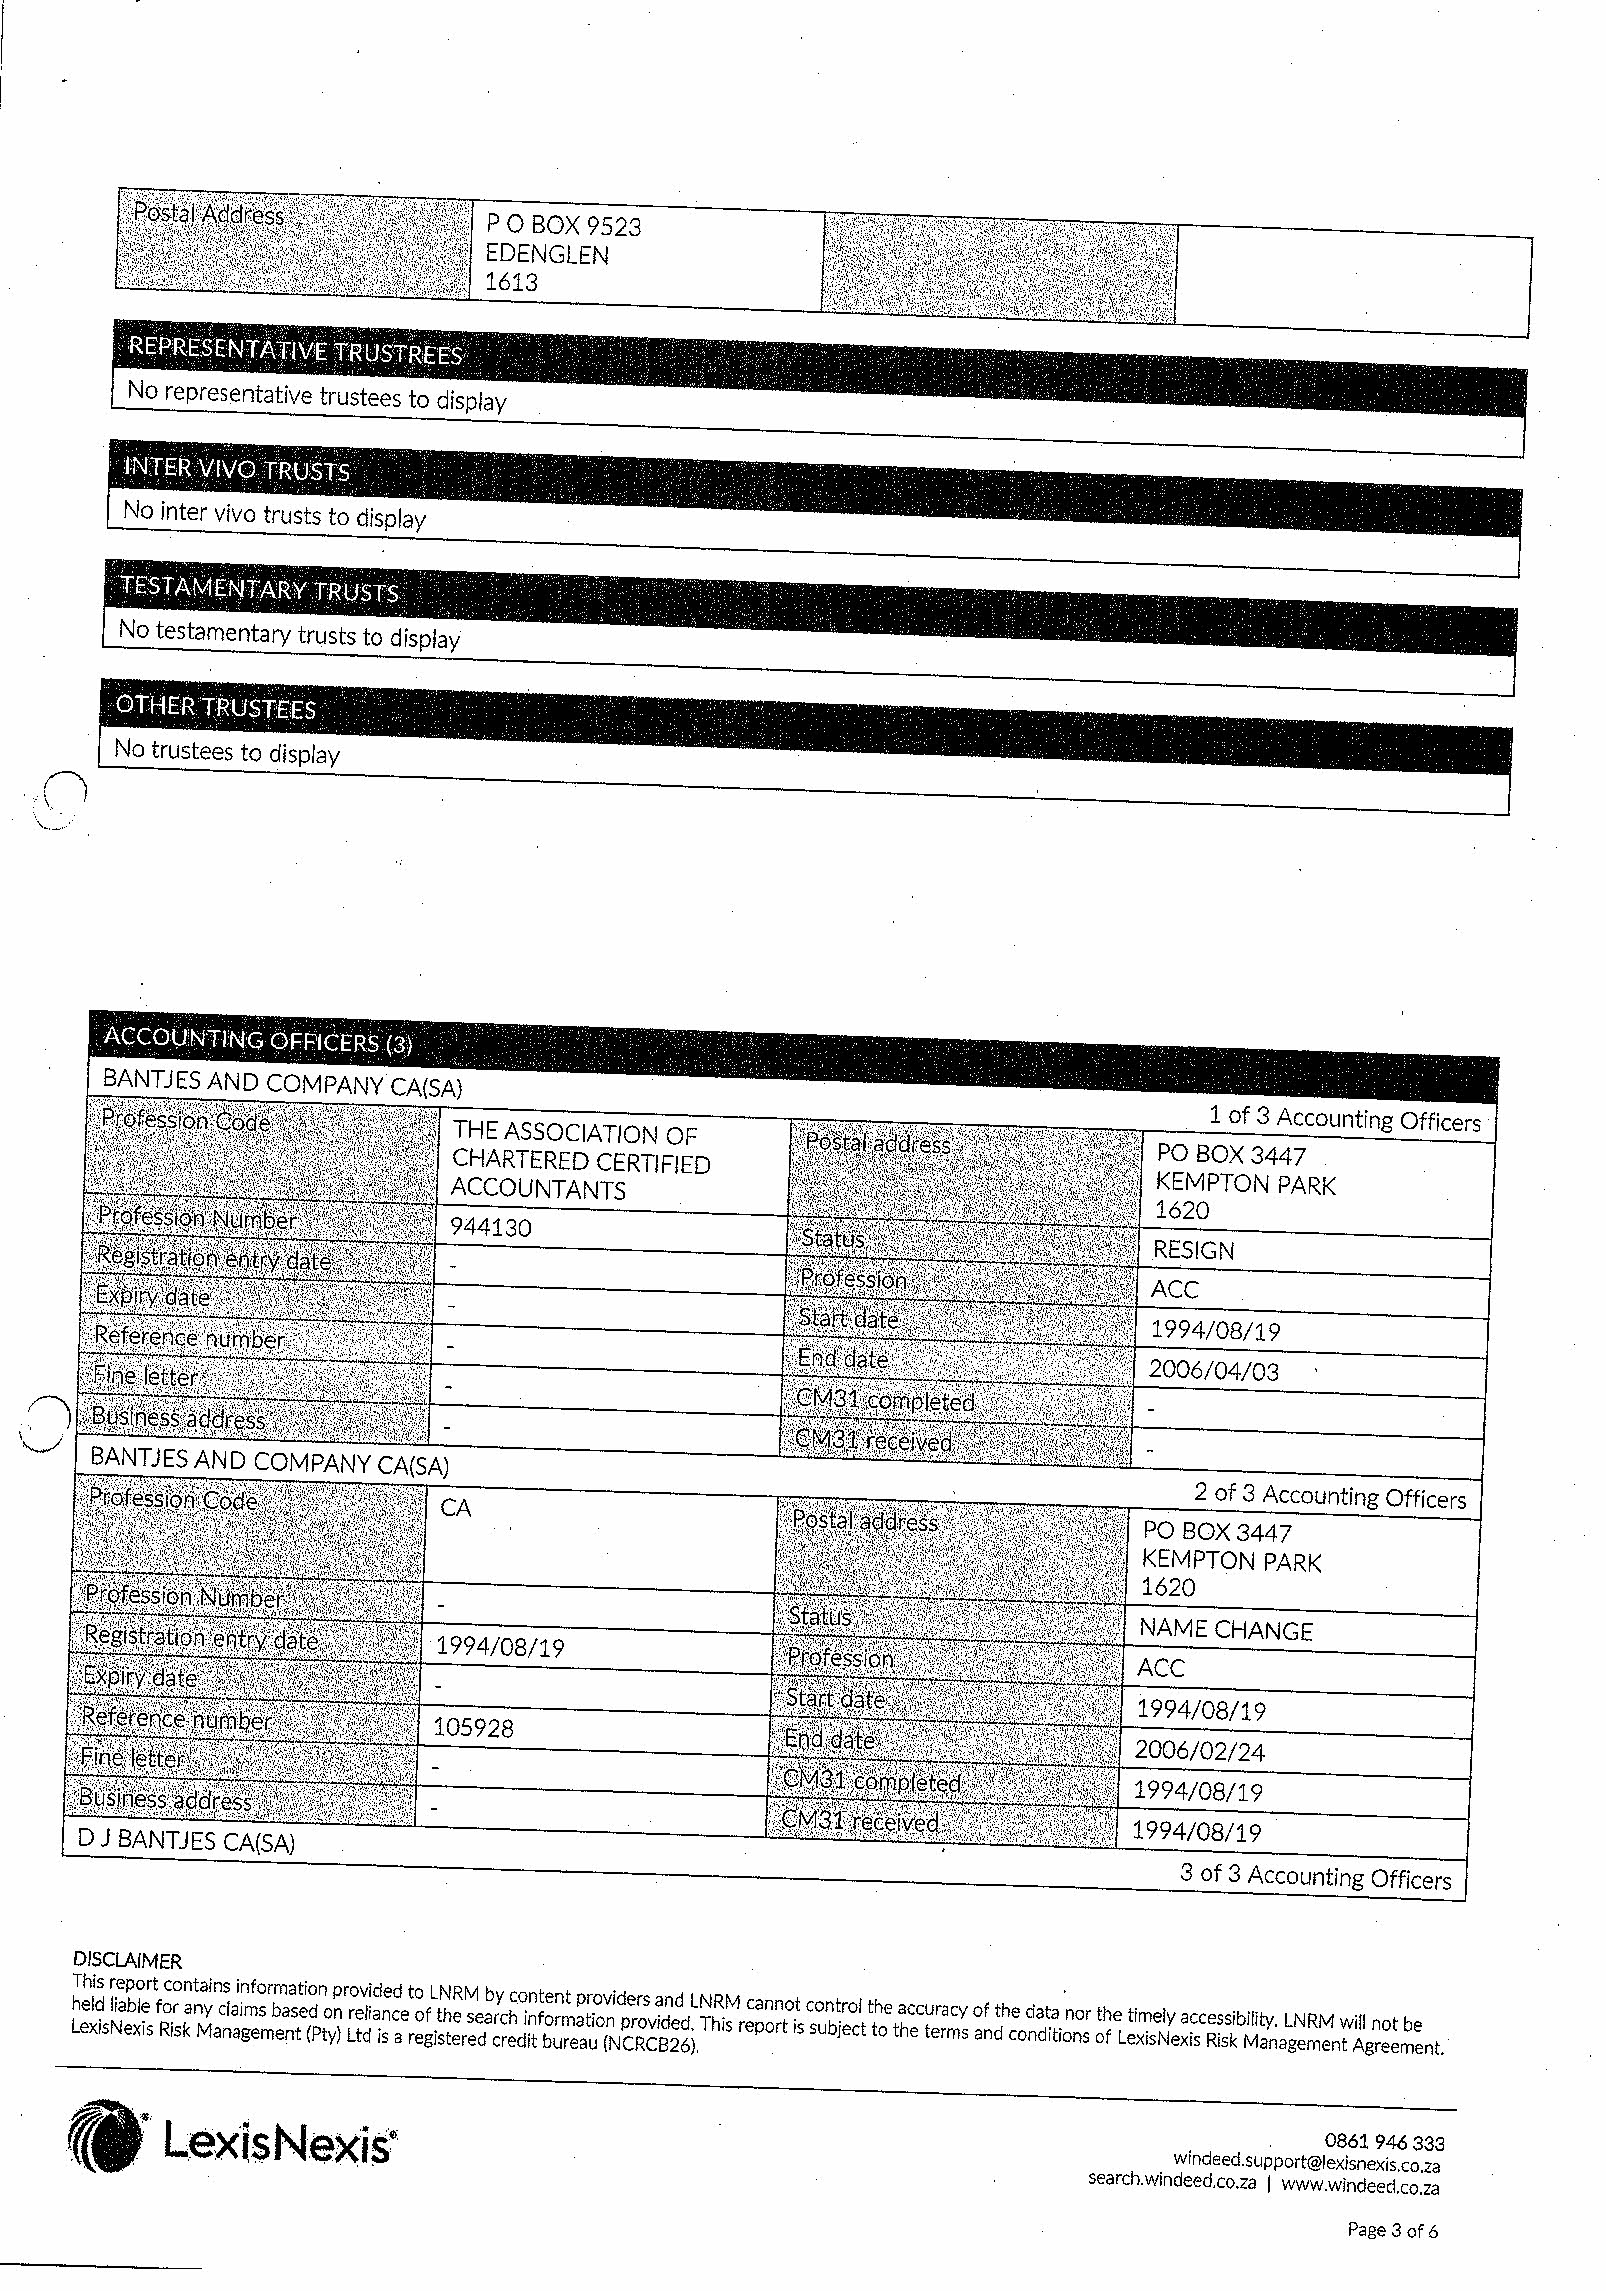 Postal Address P O BOX 9523
EDENGLEN
1613
REPRESENTATIVE TRUSTREES
No representative trustees to display
INTER VIVO TRUSTS
No inter vivo trusts to display
TESTAMENTARY TRUSTS
No testamentary trusts to display
OTHER TRUSTEES
No trustees to display
ACCOUNTING OFFICERS (3)
BANTJES AND COMPANY CA(SA) 1 of 3 Accounting Officers
Profession Code THE ASSOCIATION OF Postal address PO BOX 3447
CHARTERED CERTIFIED KEMPTON PARK
ACCOUNTANTS 1620
Profession Number 944130 Status RESIGN
Registration entry date - Profession ACC
Expiry date - Start date 1994/08/19
Reference number - End date 2006/04/03
Fine letter - CM31 completed -
Business address - CM31 received -
BANTJES AND COMPANY CA(SA) 2 of 3 Accounting Officers
Profession Code CA Postal address PO BOX 3447
KEMPTON PARK
1620
Profession Number - Status NAME CHANGE
Registration entry date 1994/08/19 Profession ACC
Expiry date - Start date 1994/08/19
Reference number 105928 End date 2006/02/24
Fine letter - CM31 completed 1994/08/19
Business address - CM31 received 1994/08/19
D J BANTJES CA(SA) 3 of 3 Accounting Officers
DISCLAIMER
This report contains information provided to LNRM by content providers and LNRM cannot control the accuracy of the data nor the timely accessibility. LNRM will not be
held liable for any claims based on reliance of the search information provided. This report is subject to the terms and conditions of LexisNexis Risk Management Agreement.
LexisNexis Risk Management (Pty) Ltd is a registered credit bureau (NCRCB26).
LexisNexis®
0861 946 333
windeed.support@lexisnexis.co.za
search.windeed.co.za | www.windeed.co.za
Page 3 of 6